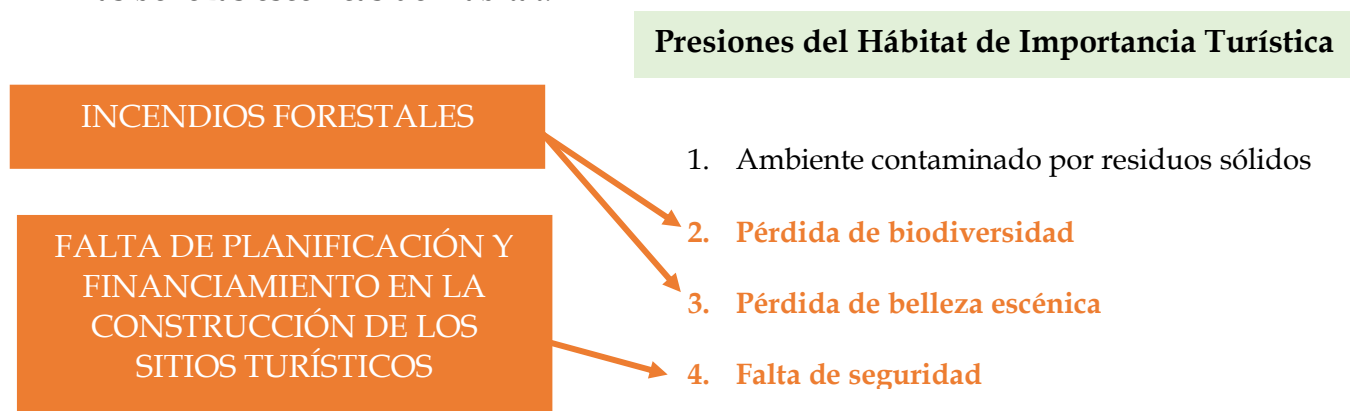 Presiones del Hábitat de Importancia Turística
INCENDIOS FORESTALES
1. Ambiente contaminado por residuos sólidos
2. Pérdida de biodiversidad
3. Pérdida de belleza escénica
4. Falta de seguridad
FALTA DE PLANIFICACIÓN Y
FINANCIAMIENTO EN LA
CONSTRUCCIÓN DE LOS
SITIOS TURÍSTICOS